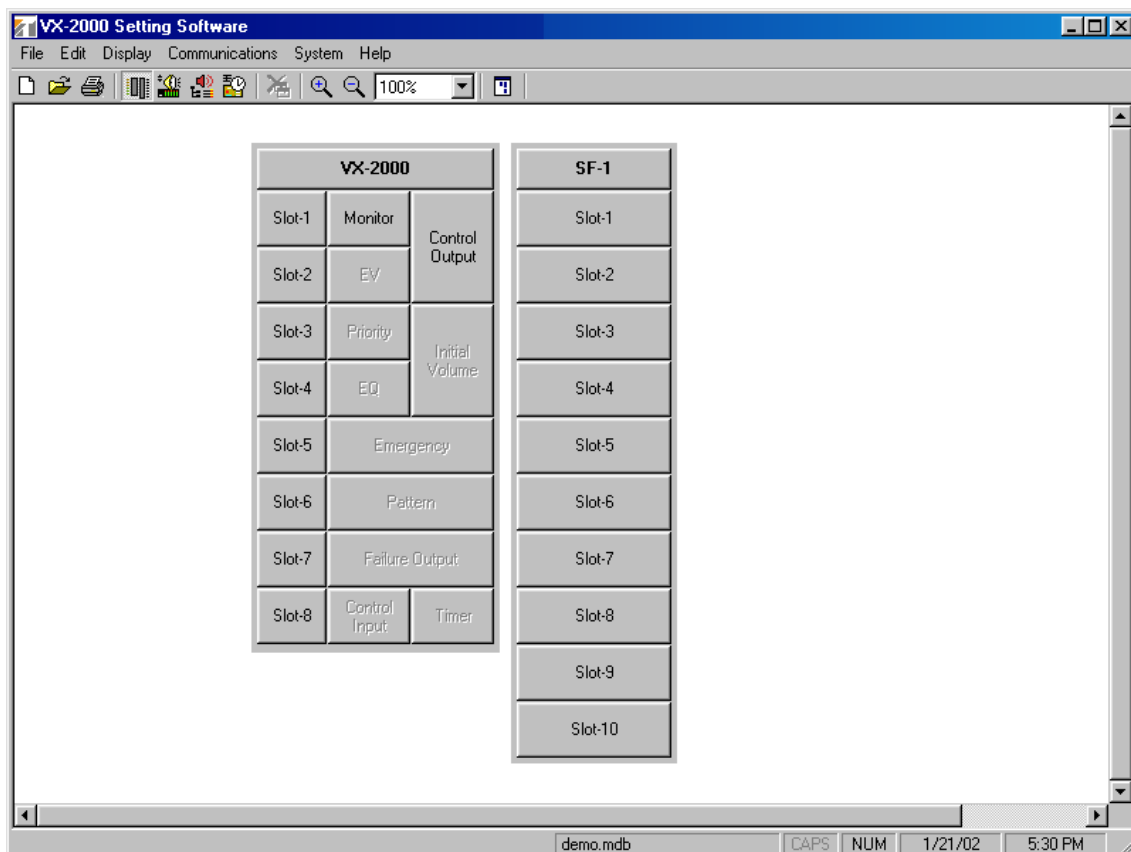 VX-2000 Setting Software
File Edit Display Communications System Help
100%
VX-2000
Slot-1 Monitor
Control
Output
Slot-2 EV
Slot-3 Priority
Initial
Volume
Slot-4 EQ
Slot-5 Emergency
Slot-6 Pattern
Slot-7 Failure Output
Slot-8
Control
Input
Timer
SF-1
Slot-1
Slot-2
Slot-3
Slot-4
Slot-5
Slot-6
Slot-7
Slot-8
Slot-9
Slot-10
demo.mdb CAPS NUM 1/21/02 5:30 PM